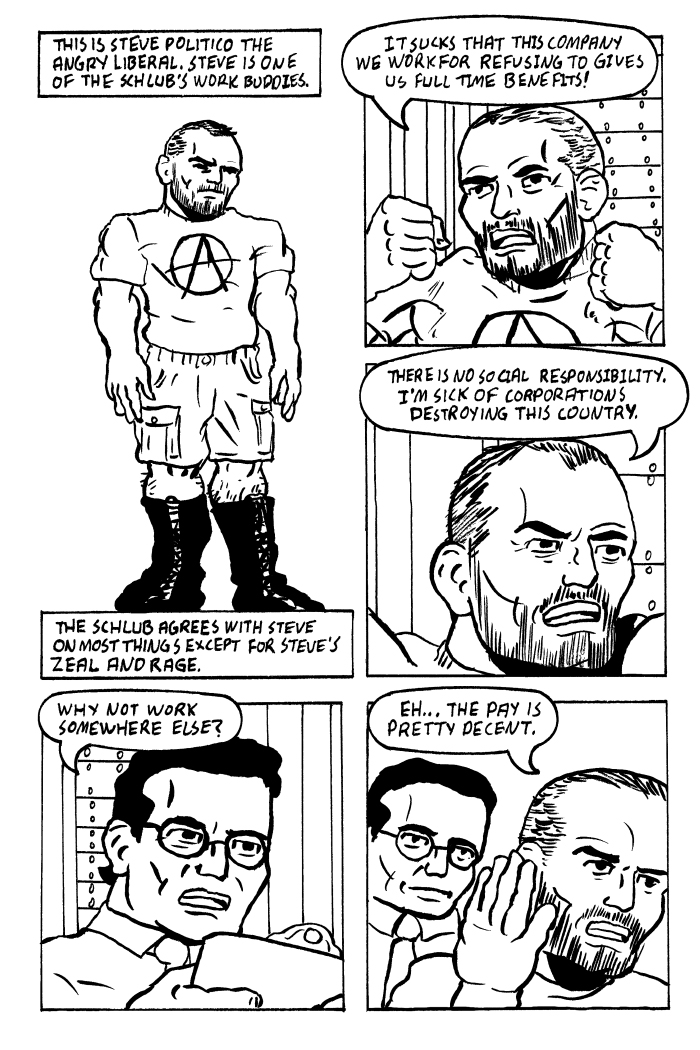 THIS IS STEVE POLITICO THE
ANGRY LIBERAL. STEVE IS ONE
OF THE SCHLUB'S WORK BUDDIES.
IT SUCKS THAT THIS COMPANY
WE WORK FOR REFUSING TO GIVES
US FULL TIME BENEFITS!
A
A
THERE IS NO SOCIAL RESPONSIBILITY.
I'M SICK OF CORPORATIONS
DESTROYING THIS COUNTRY.
THE SCHLUB AGREES WITH STEVE
ON MOST THINGS EXCEPT FOR STEVE'S
ZEAL AND RAGE.
WHY NOT WORK
SOMEWHERE ELSE?
EH... THE PAY IS
PRETTY DECENT.